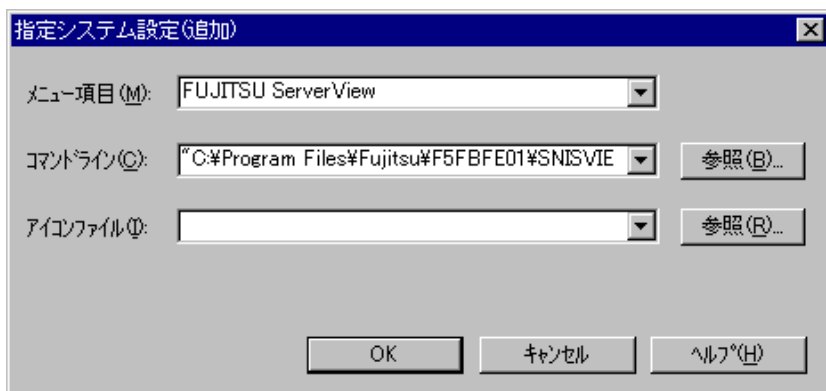 指定システム設定(追加)
メニュー項目(M): FUJITSU ServerView
コマンドライン(C): "C:¥Program Files¥Fujitsu¥F5FBFE01¥SNISVIE 参照(B)...
アイコンファイル(I): 参照(R)...
OK キャンセル ヘルプ(H)